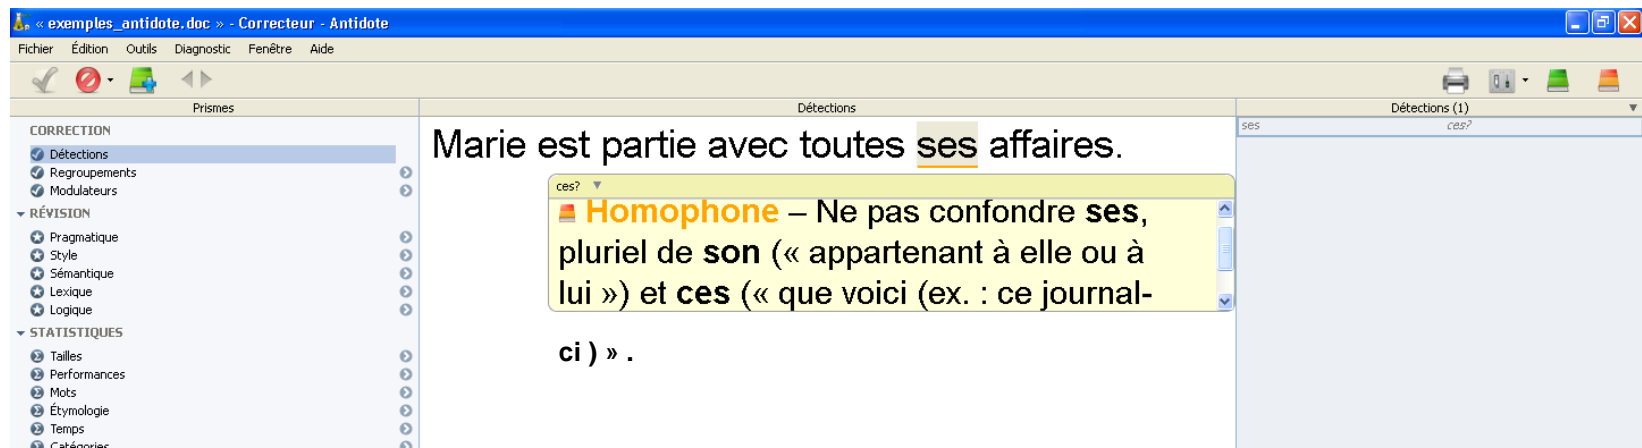 « exemples_antidote.doc » - Correcteur - Antidote
Fichier Édition Outils Diagnostic Fenêtre Aide
Prismes Détections Détections (1)
CORRECTION
Détections
Regroupements
Modulateurs
RÉVISION
Pragmatique
Style
Sémantique
Lexique
Logique
STATISTIQUES
Tailles
Performances
Mots
Étymologie
Temps
Catégories
Marie est partie avec toutes ses affaires.
ces?
Homophone – Ne pas confondre ses,
pluriel de son (« appartenant à elle ou à
lui ») et ces (« que voici (ex. : ce journal-
ci ) » .
ses ces?